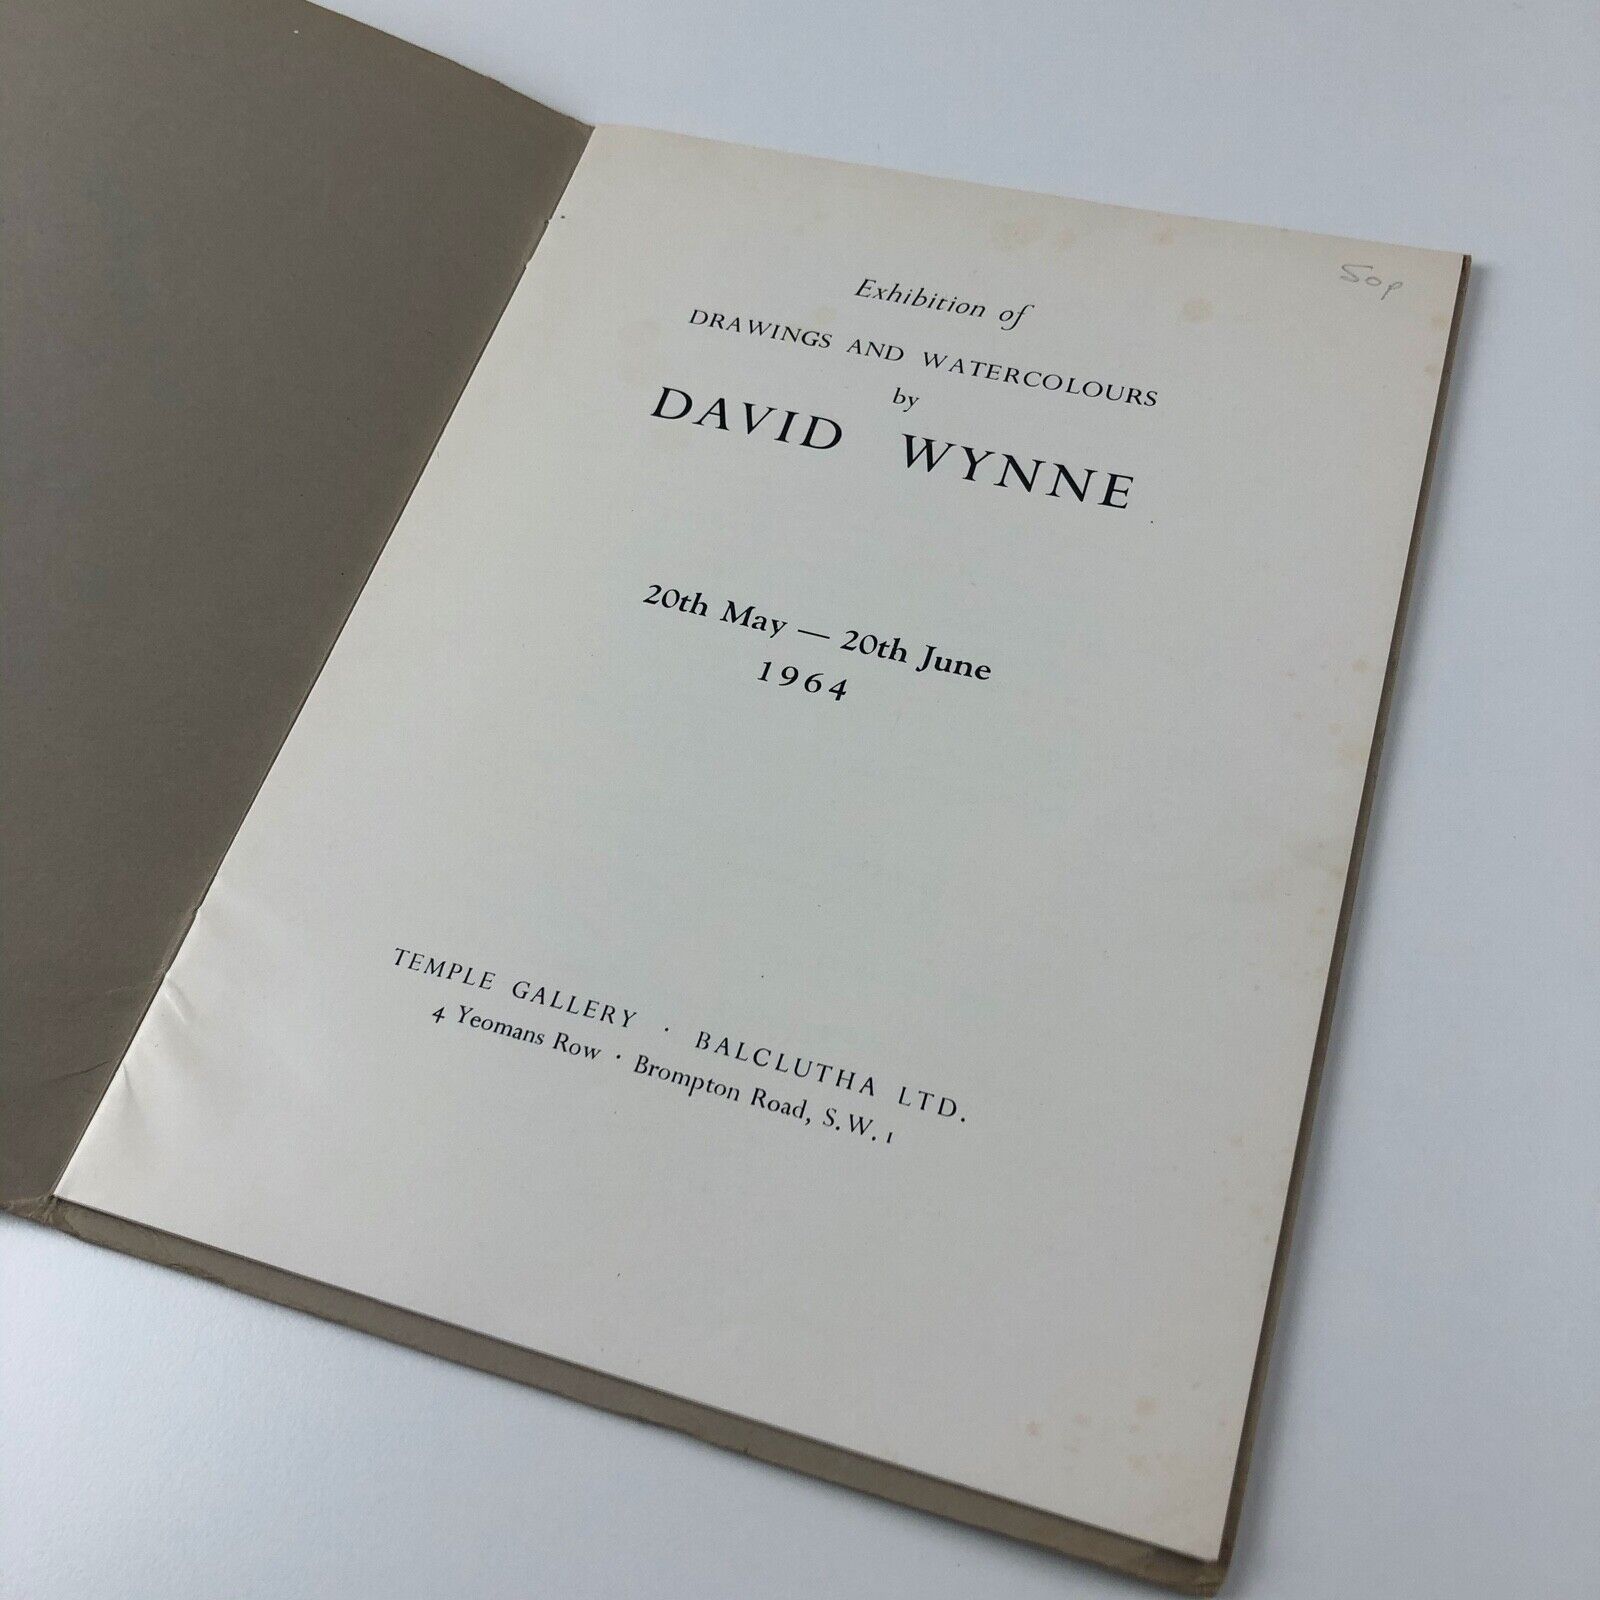 50p
Exhibition of
DRAWINGS AND WATERCOLOURS
by
DAVID WYNNE
20th May — 20th June
1964
TEMPLE GALLERY · BALCLUTHA LTD.
4 Yeomans Row · Brompton Road, S.W.1